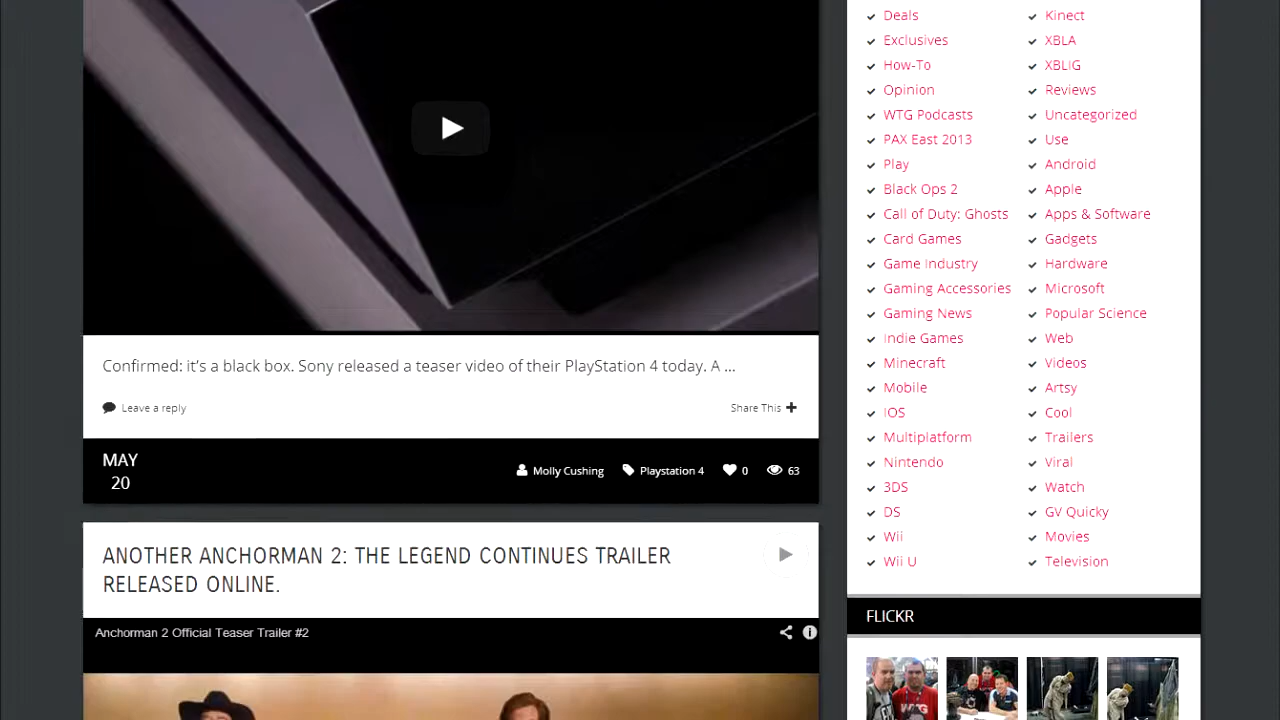 Confirmed: it's a black box. Sony released a teaser video of their PlayStation 4 today. A ...
Leave a reply
Share This
MAY
20
Molly Cushing
Playstation 4
0
63
ANOTHER ANCHORMAN 2: THE LEGEND CONTINUES TRAILER
RELEASED ONLINE.
Anchorman 2 Official Teaser Trailer #2
Deals
Exclusives
How-To
Opinion
WTG Podcasts
PAX East 2013
Play
Black Ops 2
Call of Duty: Ghosts
Card Games
Game Industry
Gaming Accessories
Gaming News
Indie Games
Minecraft
Mobile
IOS
Multiplatform
Nintendo
3DS
DS
Wii
Wii U
Kinect
XBLA
XBLIG
Reviews
Uncategorized
Use
Android
Apple
Apps & Software
Gadgets
Hardware
Microsoft
Popular Science
Web
Videos
Artsy
Cool
Trailers
Viral
Watch
GV Quicky
Movies
Television
FLICKR
WTG